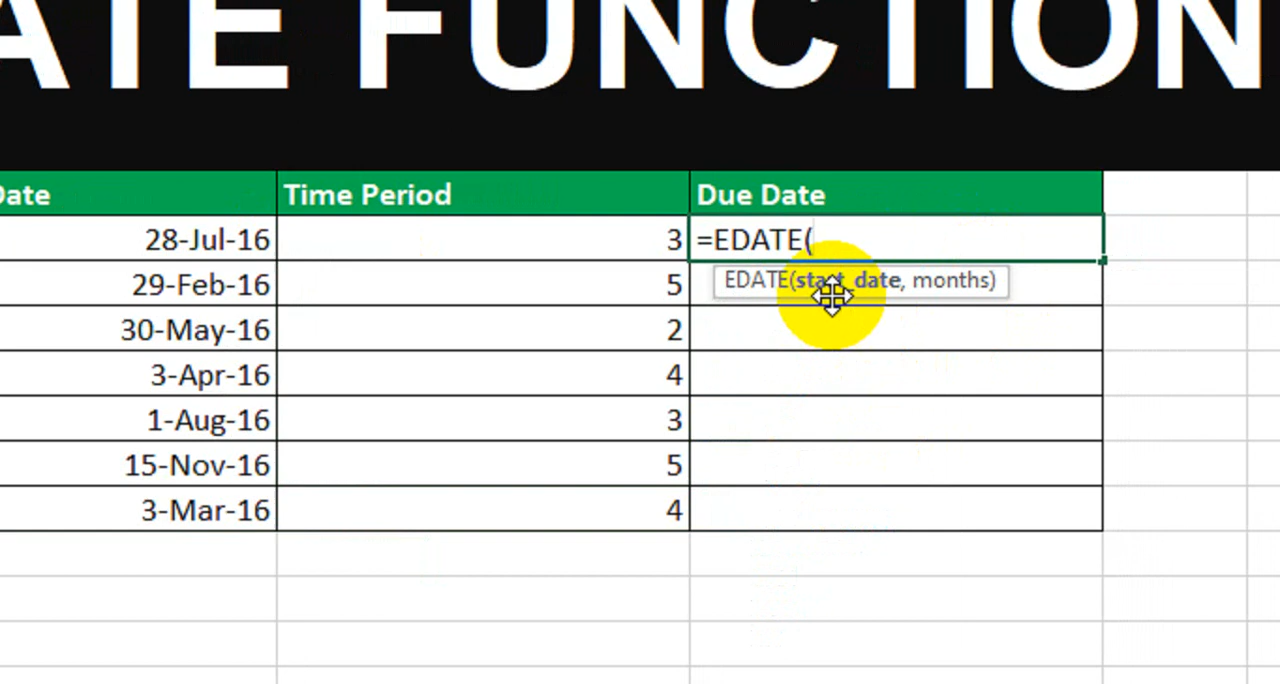 ATE FUNCTION
Date Time Period Due Date
28-Jul-16 3 =EDATE(
EDATE(start_date, months)
29-Feb-16 5
30-May-16 2
3-Apr-16 4
1-Aug-16 3
15-Nov-16 5
3-Mar-16 4